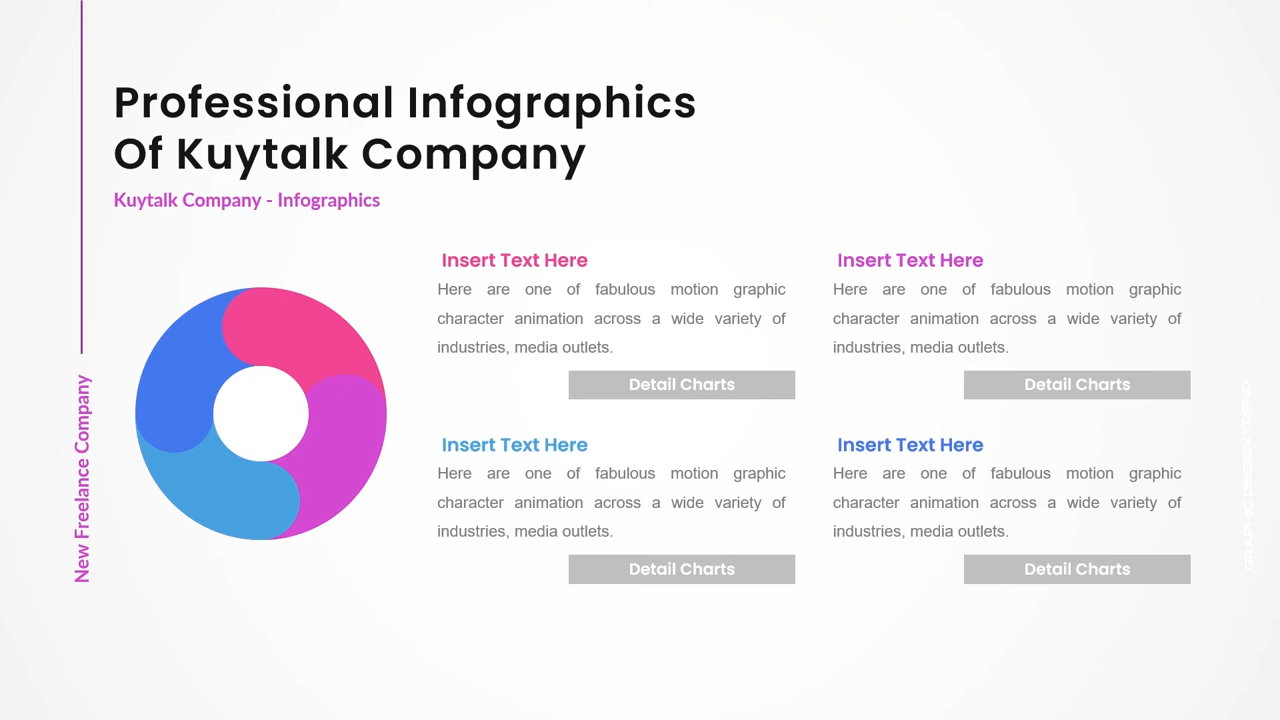 Professional Infographics
Of Kuytalk Company
Kuytalk Company - Infographics
New Freelance Company
Insert Text Here
Here are one of fabulous motion graphic
character animation across a wide variety of
industries, media outlets.
Detail Charts
Insert Text Here
Here are one of fabulous motion graphic
character animation across a wide variety of
industries, media outlets.
Detail Charts
Insert Text Here
Here are one of fabulous motion graphic
character animation across a wide variety of
industries, media outlets.
Detail Charts
Insert Text Here
Here are one of fabulous motion graphic
character animation across a wide variety of
industries, media outlets.
Detail Charts
GRAPHIC DESIGN TREND